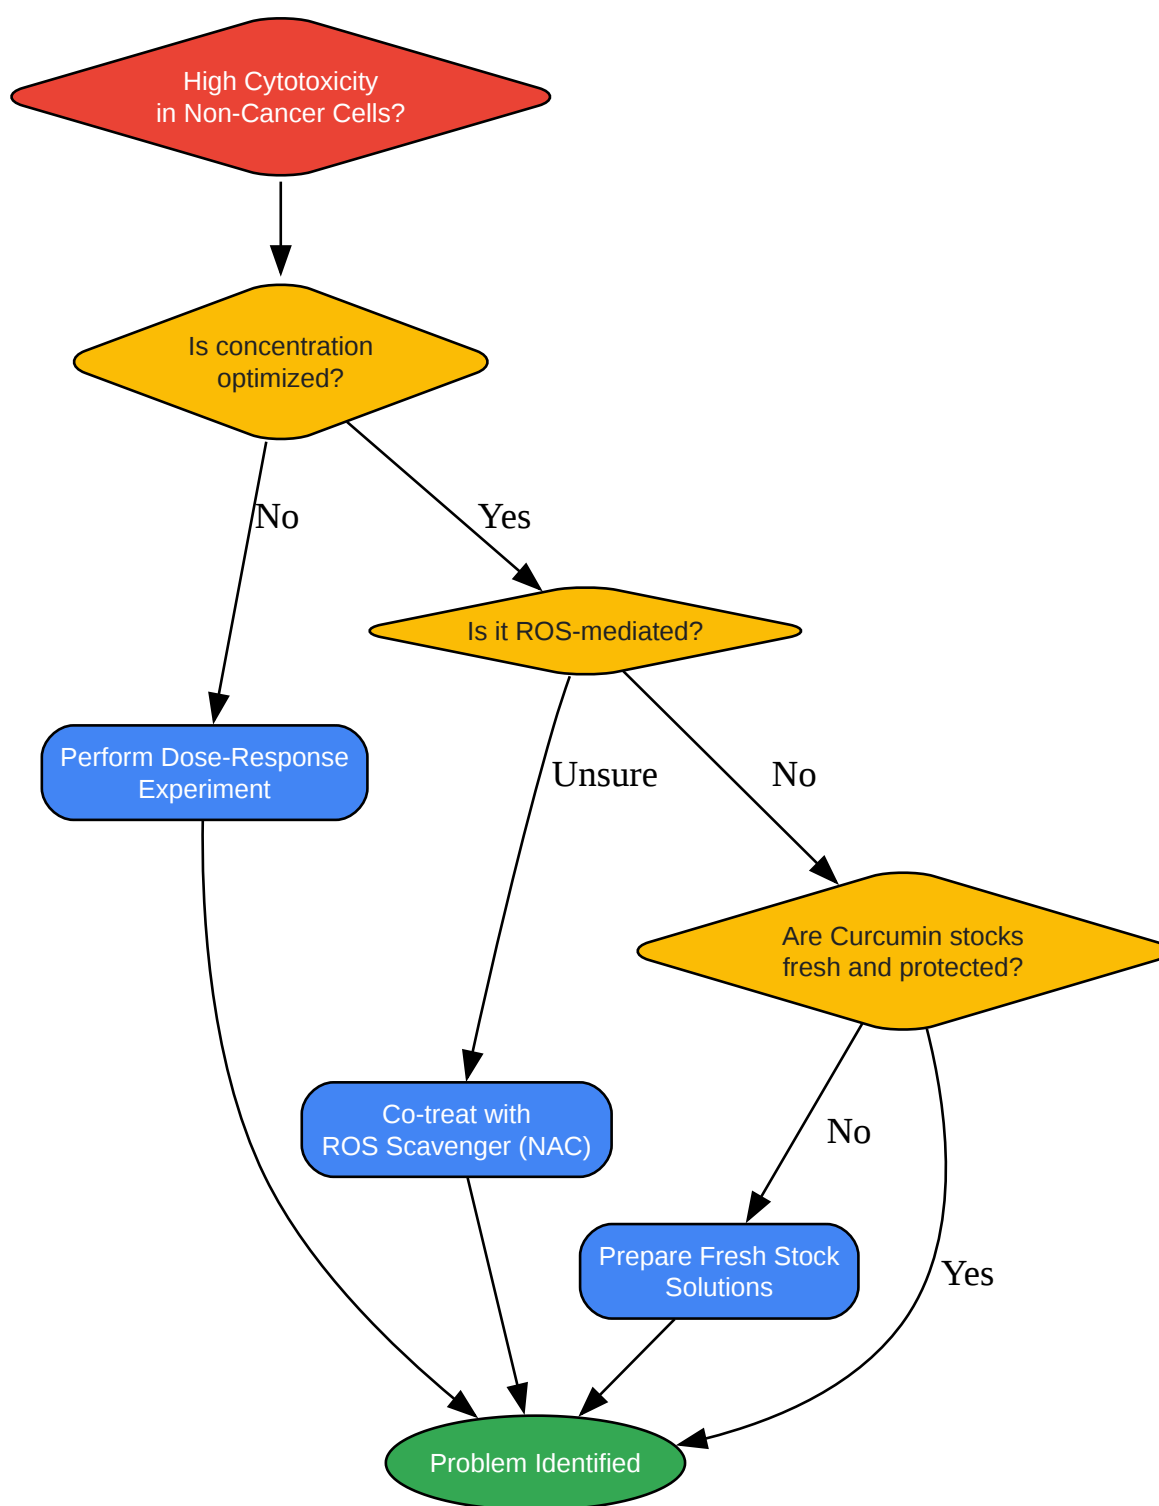 High Cytotoxicity
in Non-Cancer Cells?
Is concentration
optimized?
No
Yes
Is it ROS-mediated?
Perform Dose-Response
Experiment
Unsure
No
Are Curcumin stocks
fresh and protected?
Co-treat with
ROS Scavenger (NAC)
No
Prepare Fresh Stock
Solutions
Yes
Problem Identified